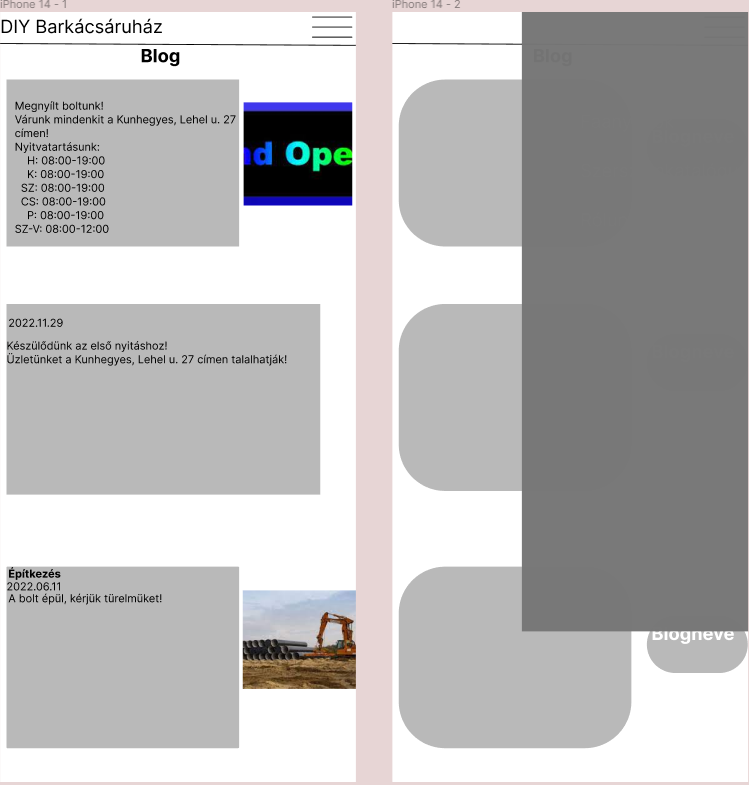 iPhone 14 - 1
DIY Barkácsáruház
Blog
Megnyílt boltunk!
Várunk mindenkit a Kunhegyes, Lehel u. 27
címen!
Nyitvatartásunk:
H: 08:00-19:00
K: 08:00-19:00
SZ: 08:00-19:00
CS: 08:00-19:00
P: 08:00-19:00
SZ-V: 08:00-12:00
nd Ope
2022.11.29
Készülődünk az első nyitáshoz!
Üzletünket a Kunhegyes, Lehel u. 27 címen talalhatják!
Építkezés
2022.06.11
A bolt épül, kérjük türelmüket!
iPhone 14 - 2
Blog
Blogneve